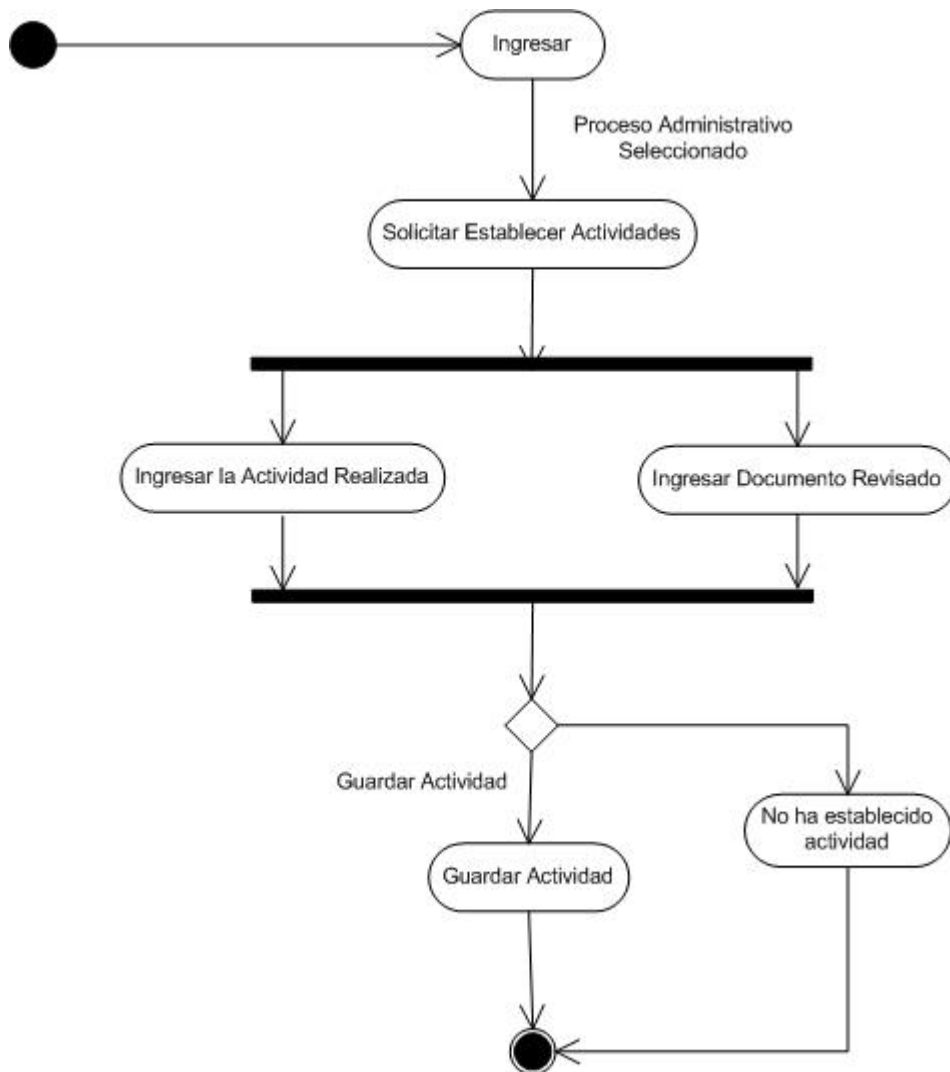 Ingresar
Proceso Administrativo
Seleccionado
Solicitar Establecer Actividades
Ingresar la Actividad Realizada
Ingresar Documento Revisado
Guardar Actividad
No ha establecido
actividad
Guardar Actividad